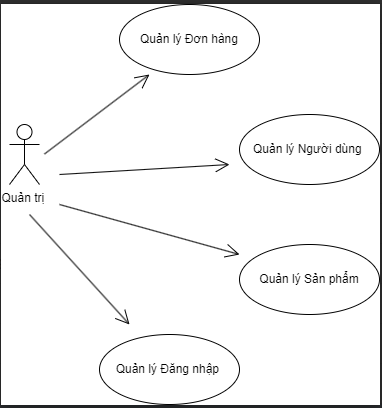 Quản lý Đơn hàng
Quản lý Người dùng
Quản trị
Quản lý Sản phẩm
Quản lý Đăng nhập